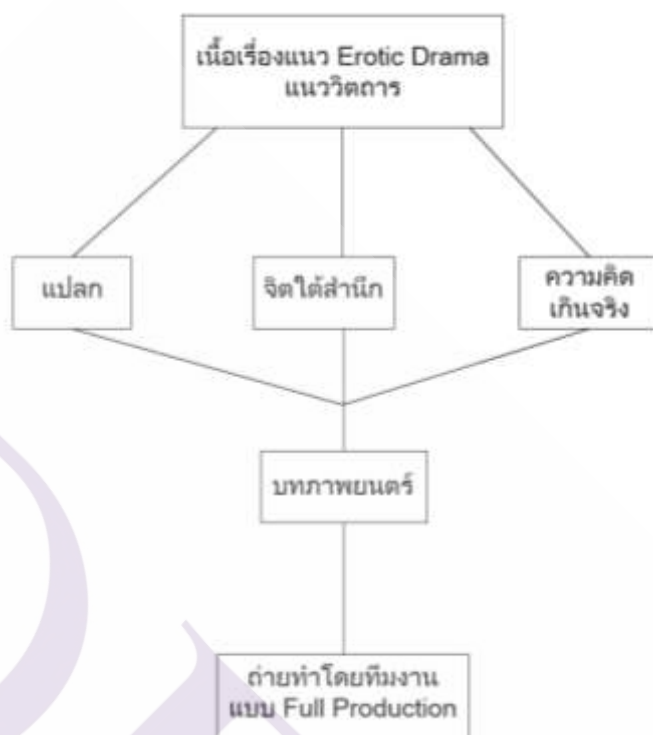 เนื้อเรื่องแนว Erotic Drama
แนววิตถาร
แปลก
จิตใต้สำนึก
ความคิด
เกินจริง
บทภาพยนตร์
ถ่ายทำโดยทีมงาน
แบบ Full Production